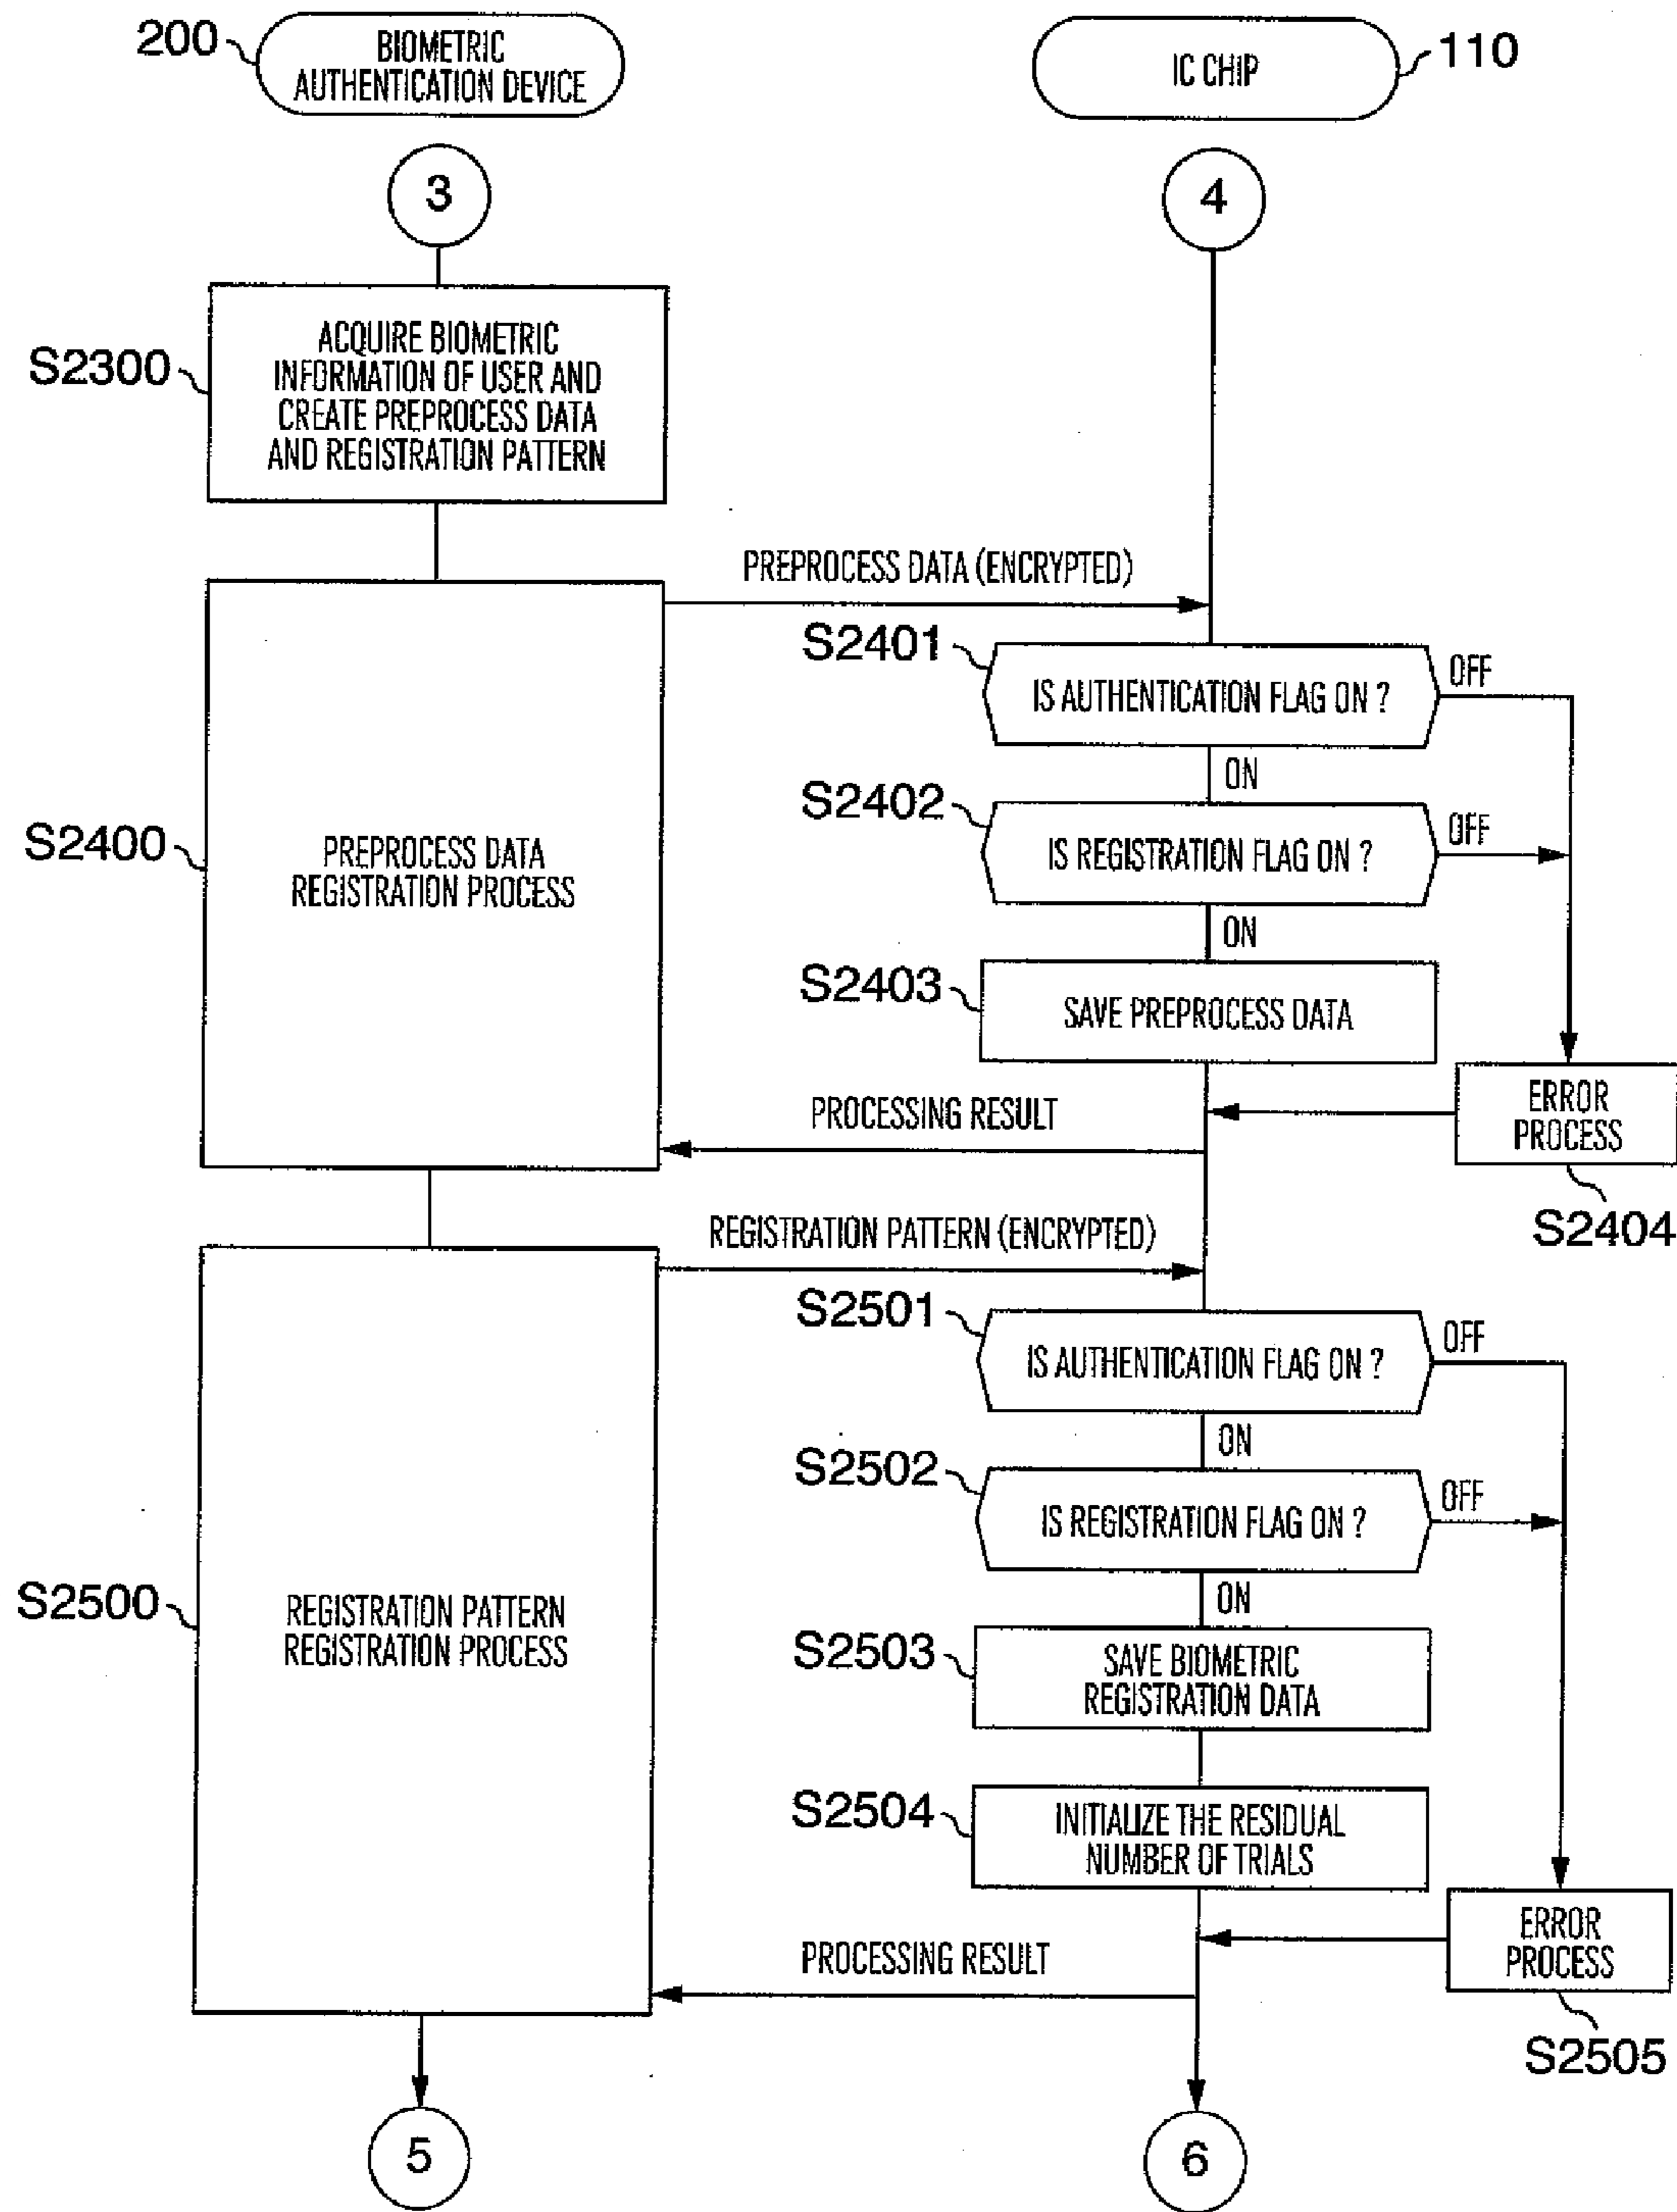 200
BIOMETRIC
AUTHENTICATION DEVICE
IC CHIP
110
3
4
S2300
ACQUIRE BIOMETRIC
INFORMATION OF USER AND
CREATE PREPROCESS DATA
AND REGISTRATION PATTERN
PREPROCESS DATA (ENCRYPTED)
S2401
IS AUTHENTICATION FLAG ON ?
OFF
ON
S2402
IS REGISTRATION FLAG ON ?
OFF
S2400
PREPROCESS DATA
REGISTRATION PROCESS
ON
S2403
SAVE PREPROCESS DATA
PROCESSING RESULT
ERROR
PROCESS
S2404
REGISTRATION PATTERN (ENCRYPTED)
S2501
IS AUTHENTICATION FLAG ON ?
OFF
ON
S2502
IS REGISTRATION FLAG ON ?
OFF
S2500
REGISTRATION PATTERN
REGISTRATION PROCESS
ON
S2503
SAVE BIOMETRIC
REGISTRATION DATA
S2504
INITIALIZE THE RESIDUAL
NUMBER OF TRIALS
PROCESSING RESULT
ERROR
PROCESS
S2505
5
6